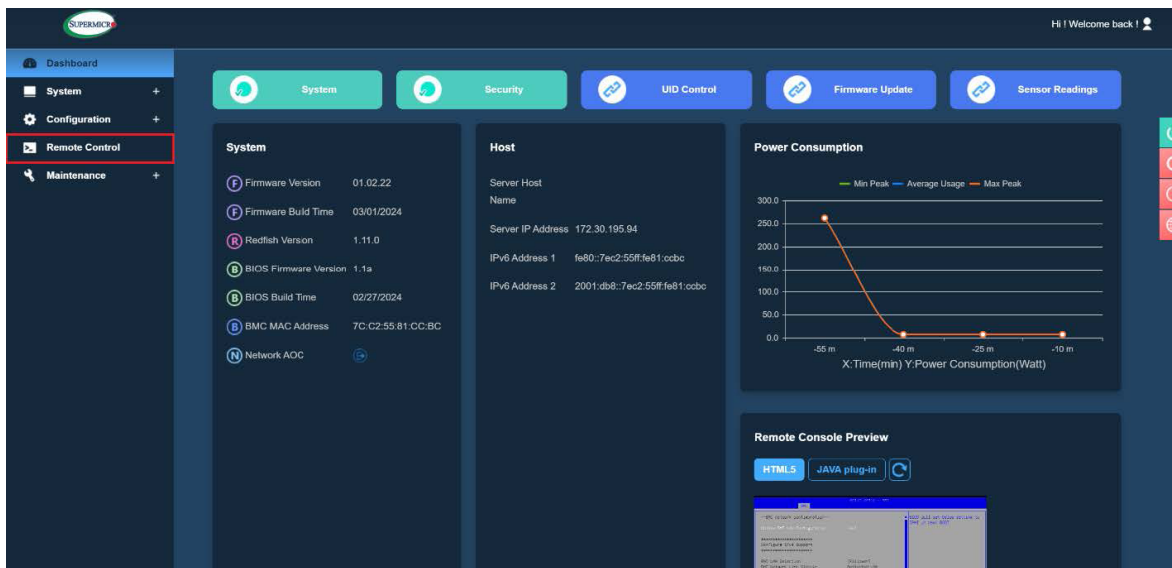 SUPERMICR
Hi ! Welcome back !
Dashboard
System +
Configuration +
Remote Control
Maintenance +
System
Security
UID Control
Firmware Update
Sensor Readings
System
Firmware Version 01.02.22
Firmware Build Time 03/01/2024
Redfish Version 1.11.0
BIOS Firmware Version 1.1a
BIOS Build Time 02/27/2024
BMC MAC Address 7C:C2:55:81:CC:BC
Network AOC
Host
Server Host
Name
Server IP Address 172.30.195.94
IPv6 Address 1 fe80::7ec2:55ff:fe81:ccbc
IPv6 Address 2 2001:db8::7ec2:55ff:fe81:ccbc
Power Consumption
Min Peak Average Usage Max Peak
300.0
250.0
200.0
150.0
100.0
50.0
0.0
-55 m -40 m -25 m -10 m
X:Time(min) Y:Power Consumption(Watt)
Remote Console Preview
HTML5 JAVA plug-in